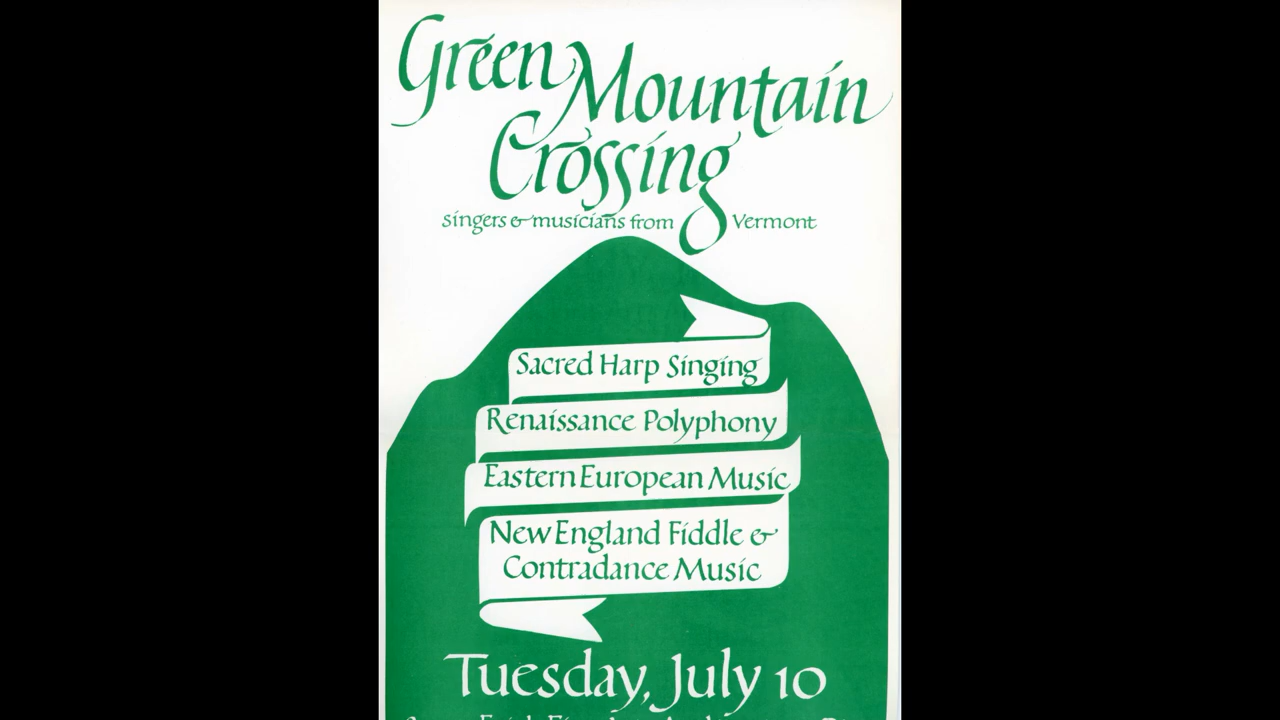 Green Mountain
Crossing
singers & musicians from Vermont
Sacred Harp Singing
Renaissance Polyphony
Eastern European Music
New England Fiddle &
Contradance Music
Tuesday, July 10